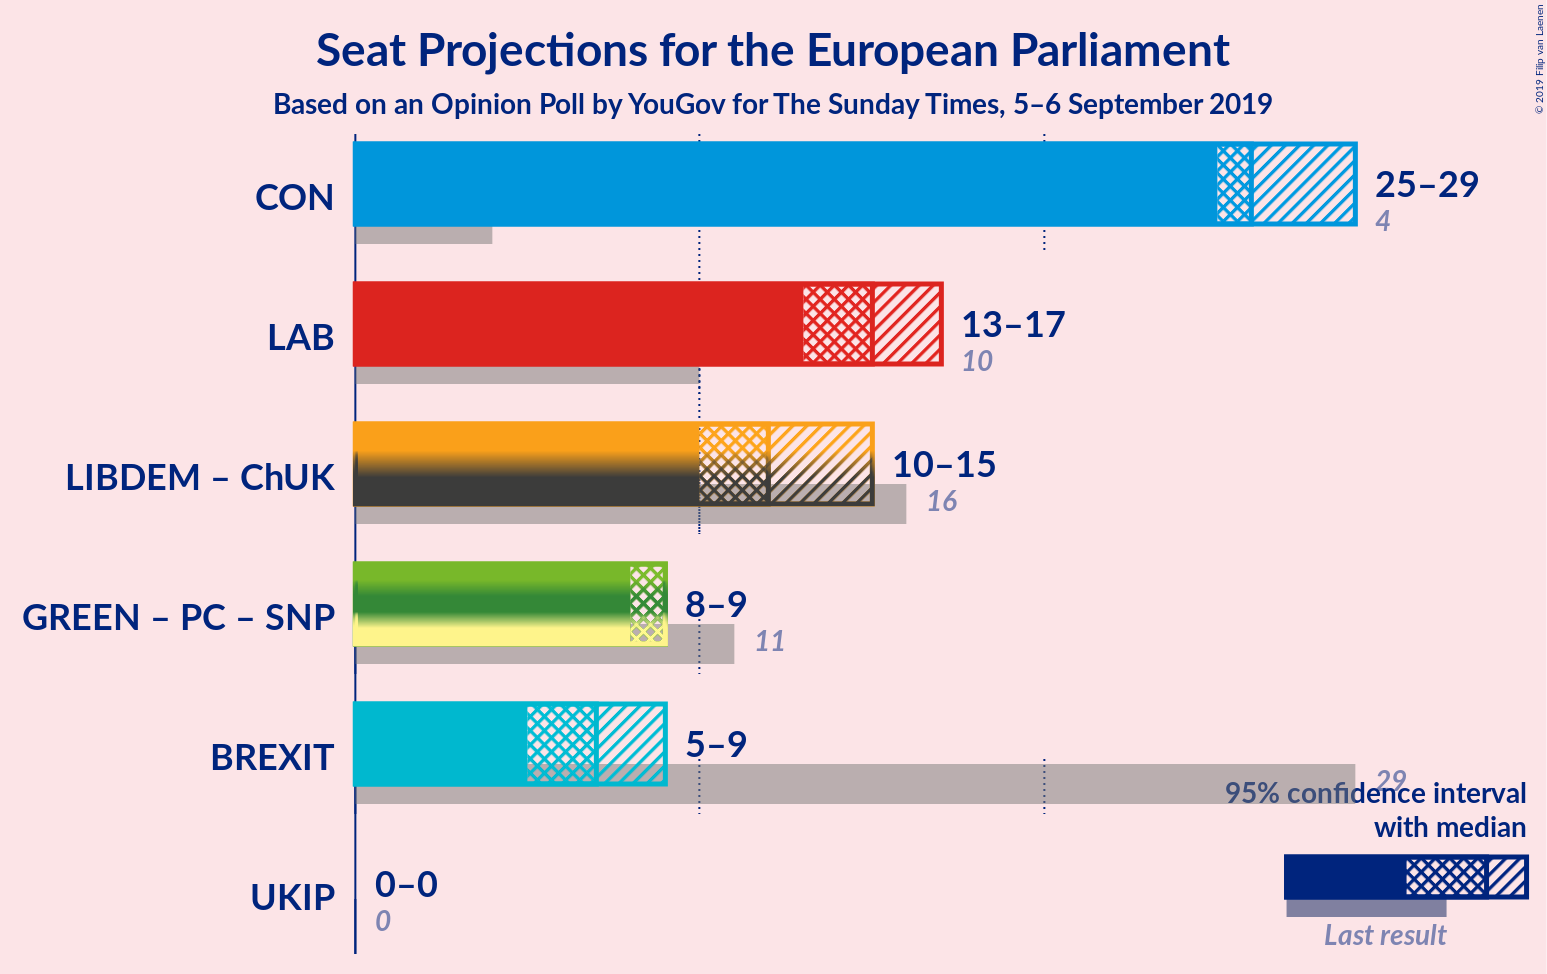 Seat Projections for the European Parliament
Based on an Opinion Poll by YouGov for The Sunday Times, 5–6 September 2019
© 2019 Filip van Laenen
CON
25–29
4
LAB
13–17
10
LIBDEM – ChUK
10–15
16
GREEN – PC – SNP
8–9
11
BREXIT
5–9
29
95% confidence interval
with median
UKIP
0–0
0
Last result